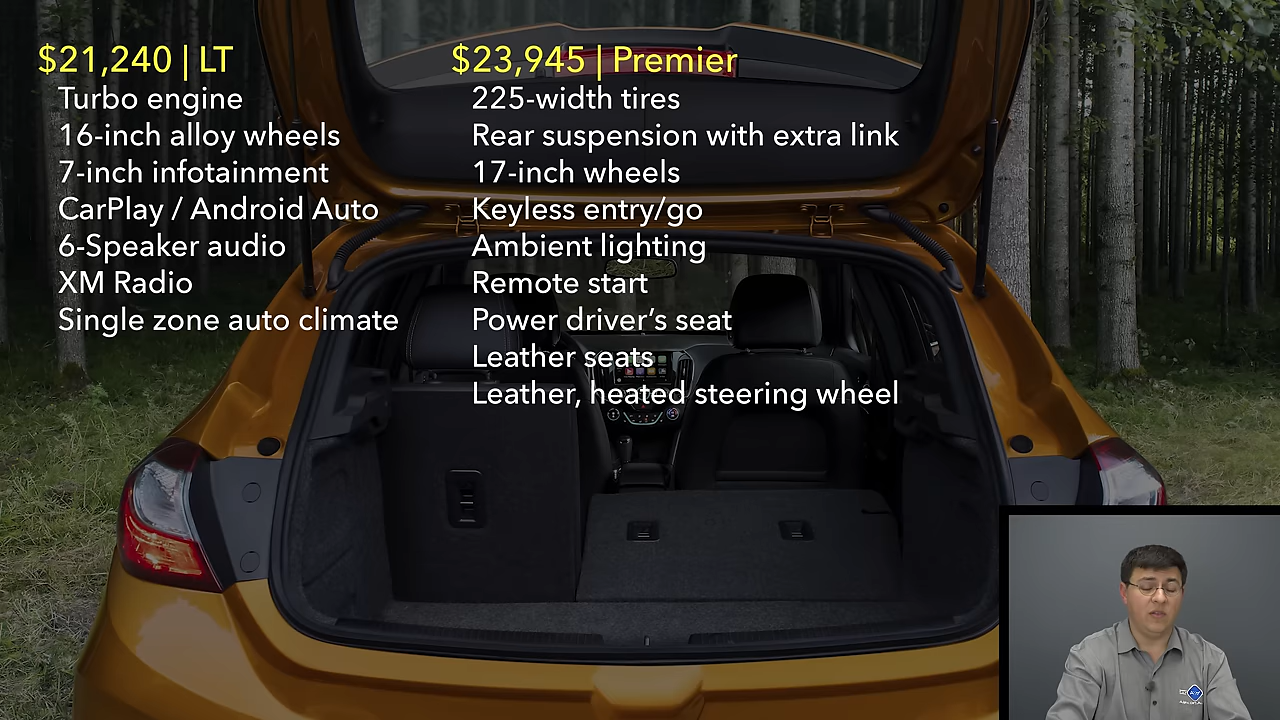 $21,240 | LT
Turbo engine
16-inch alloy wheels
7-inch infotainment
CarPlay / Android Auto
6-Speaker audio
XM Radio
Single zone auto climate
$23,945 | Premier
225-width tires
Rear suspension with extra link
17-inch wheels
Keyless entry/go
Ambient lighting
Remote start
Power driver’s seat
Leather seats
Leather, heated steering wheel